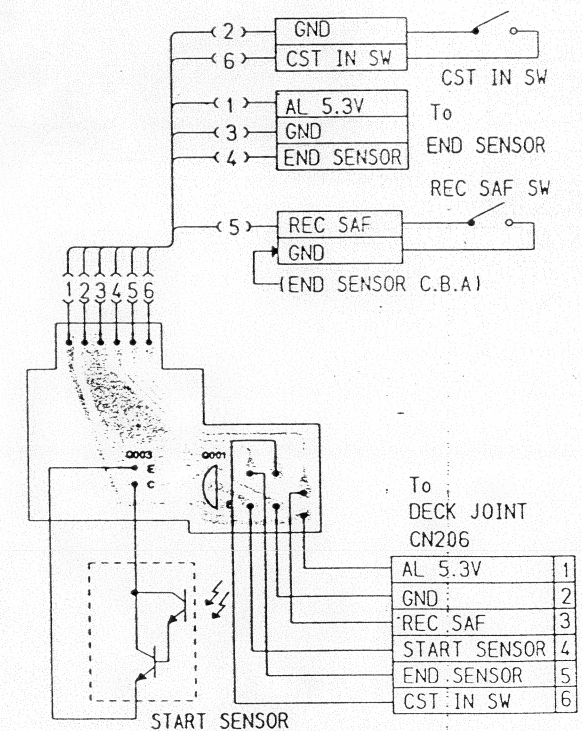 2 GND
6 CST IN SW
CST IN SW
1 AL 5.3V
3 GND
4 END SENSOR
To
END SENSOR
REC SAF SW
5 REC SAF
GND
(END SENSOR C.B.A)
1 2 3 4 5 6
Q003
E
C
Q001
E
To
DECK JOINT
CN206
AL 5.3V 1
GND 2
REC SAF 3
START SENSOR 4
END SENSOR 5
CST IN SW 6
START SENSOR